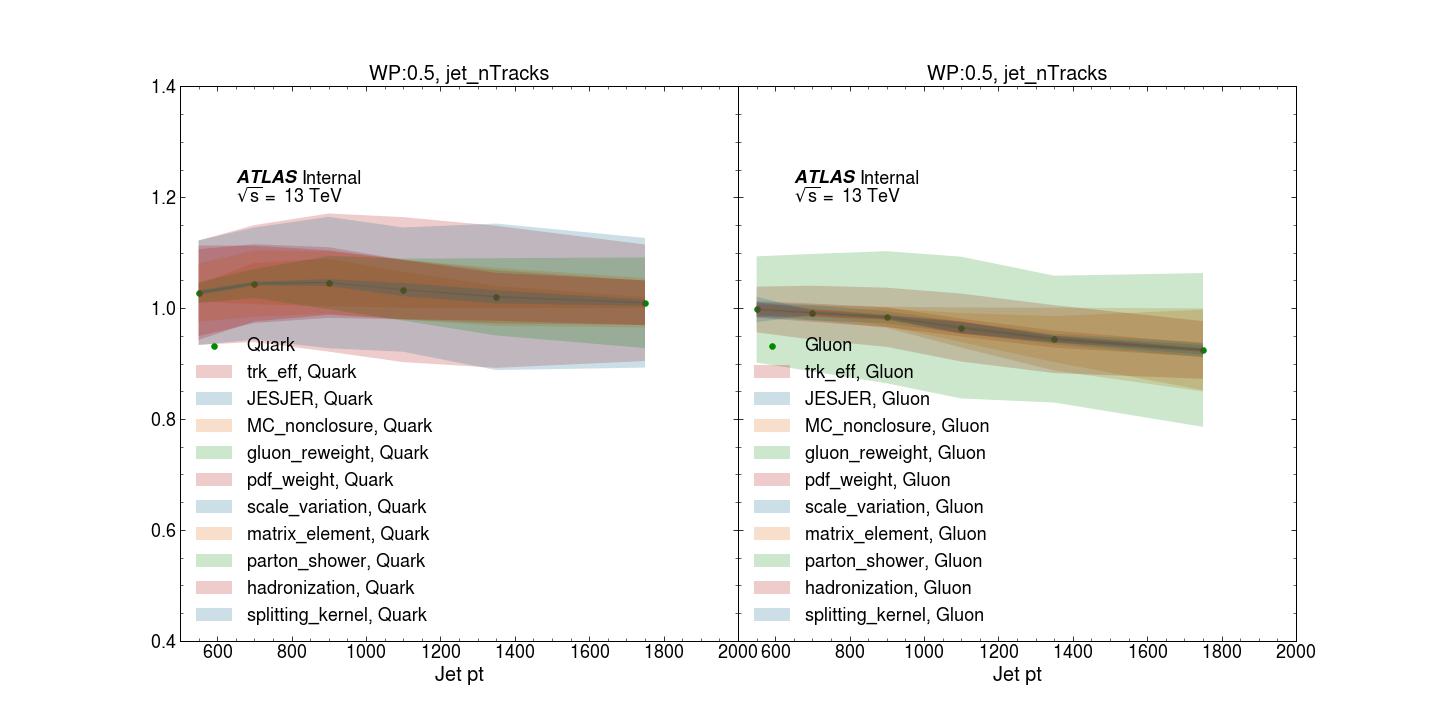 WP:0.5, jet_nTracks
1.4
1.2
1.0
0.8
0.6
0.4
ATLAS Internal
√s = 13 TeV
Quark
trk_eff, Quark
JESJER, Quark
MC_nonclosure, Quark
gluon_reweight, Quark
pdf_weight, Quark
scale_variation, Quark
matrix_element, Quark
parton_shower, Quark
hadronization, Quark
splitting_kernel, Quark
600 800 1000 1200 1400 1600 1800 2000
Jet pt
WP:0.5, jet_nTracks
ATLAS Internal
√s = 13 TeV
Gluon
trk_eff, Gluon
JESJER, Gluon
MC_nonclosure, Gluon
gluon_reweight, Gluon
pdf_weight, Gluon
scale_variation, Gluon
matrix_element, Gluon
parton_shower, Gluon
hadronization, Gluon
splitting_kernel, Gluon
600 800 1000 1200 1400 1600 1800 2000
Jet pt